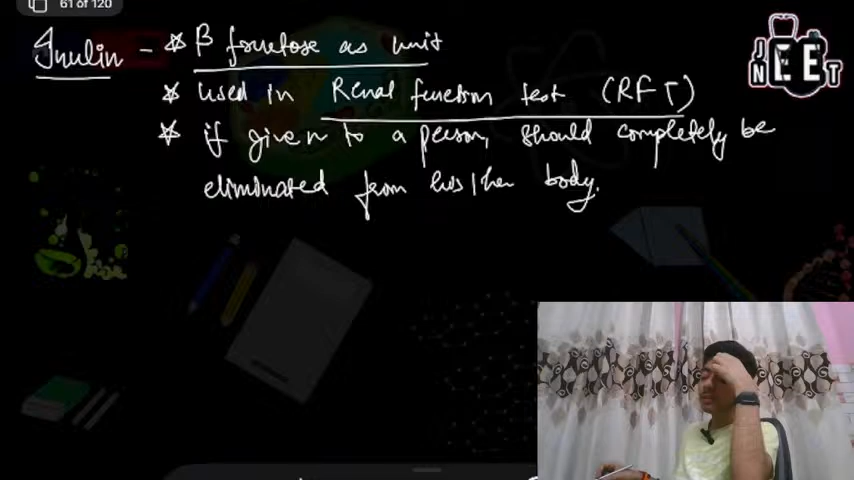 61 of 120
JNEET
Inulin - * β fructose as unit
* used in Renal function test (RFT)
* if given to a person, should completely be
eliminated from his/her body.